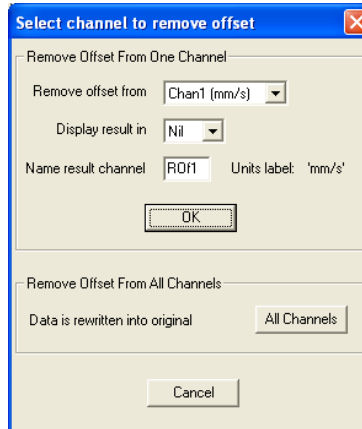 Select channel to remove offset
Remove Offset From One Channel
Remove offset from Chan1 (mm/s)
Display result in Nil
Name result channel ROf1 Units label: 'mm/s'
OK
Remove Offset From All Channels
Data is rewritten into original All Channels
Cancel